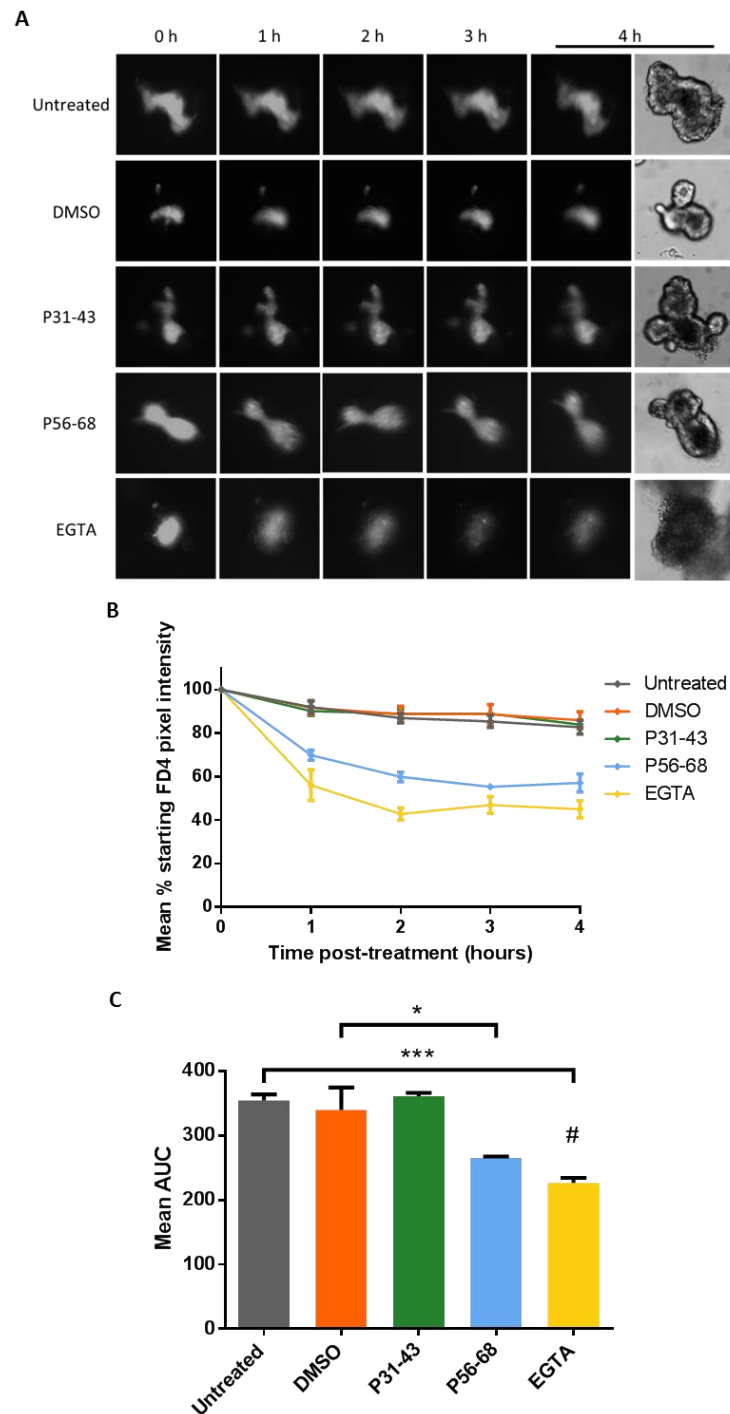 A
0 h 1 h 2 h 3 h 4 h
Untreated
DMSO
P31-43
P56-68
EGTA
B
Mean % starting FD4 pixel intensity
100
80
60
40
20
0
0 1 2 3 4
Time post-treatment (hours)
Untreated
DMSO
P31-43
P56-68
EGTA
C
*
***
#
Mean AUC
400
300
200
100
0
Untreated
DMSO
P31-43
P56-68
EGTA